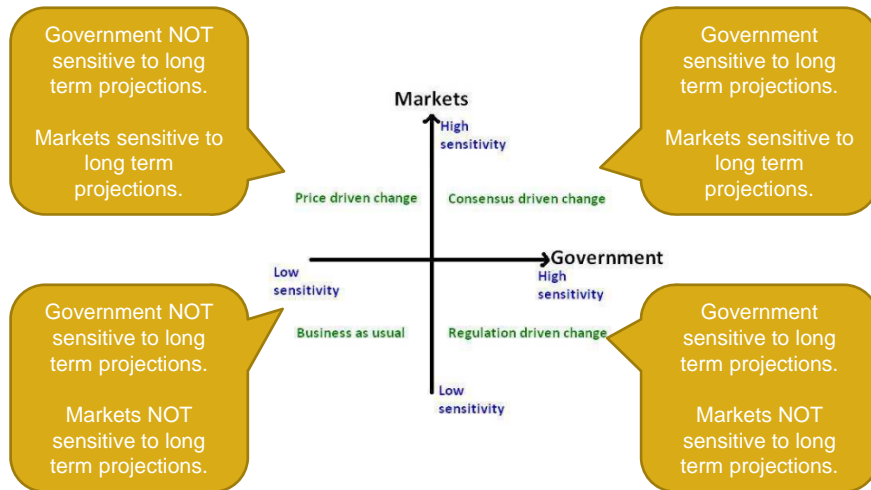 Government NOT
sensitive to long
term projections.
Markets sensitive to
long term
projections.
Government
sensitive to long
term projections.
Markets sensitive to
long term
projections.
Markets
High
sensitivity
Price driven change
Consensus driven change
Government
Low
sensitivity
High
sensitivity
Business as usual
Regulation driven change
Low
sensitivity
Government NOT
sensitive to long
term projections.
Markets NOT
sensitive to long
term projections.
Government
sensitive to long
term projections.
Markets NOT
sensitive to long
term projections.